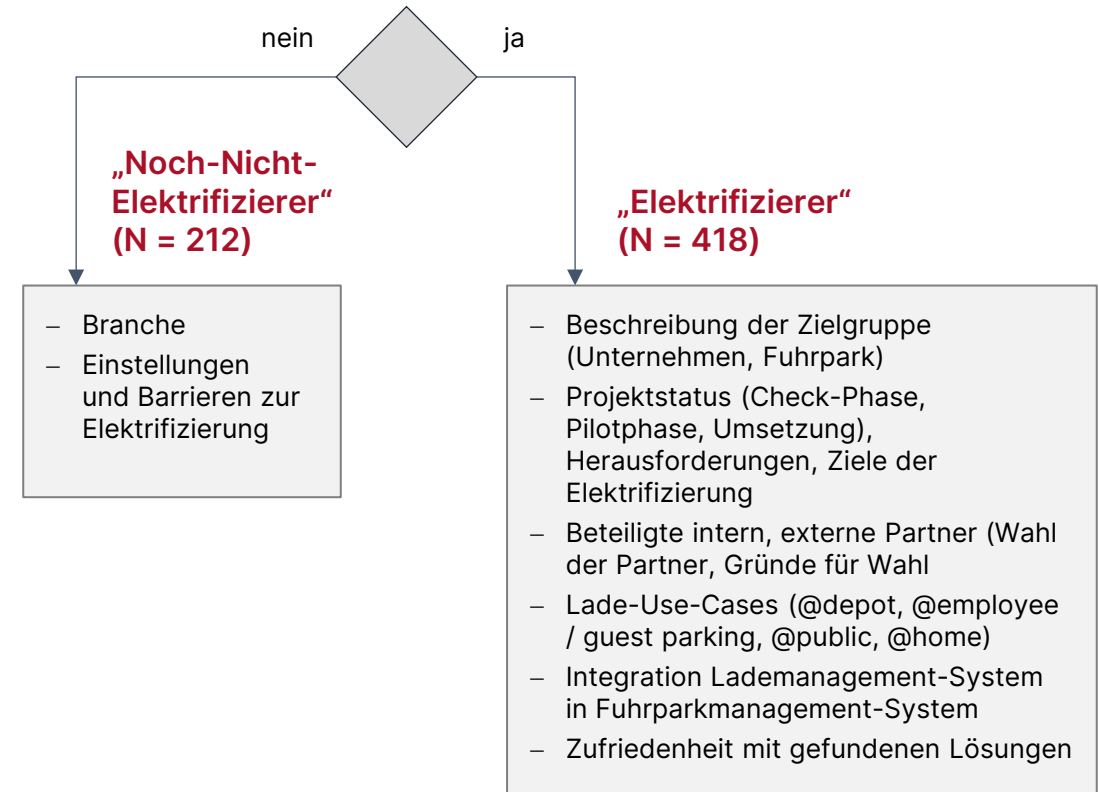 nein
ja
„Noch-Nicht-
Elektrifizierer“
(N = 212)
„Elektrifizierer“
(N = 418)
– Branche
– Einstellungen
und Barrieren zur
Elektrifizierung
– Beschreibung der Zielgruppe
(Unternehmen, Fuhrpark)
– Projektstatus (Check-Phase,
Pilotphase, Umsetzung),
Herausforderungen, Ziele der
Elektrifizierung
– Beteiligte intern, externe Partner (Wahl
der Partner, Gründe für Wahl
– Lade-Use-Cases (@depot, @employee
/ guest parking, @public, @home)
– Integration Lademanagement-System
in Fuhrparkmanagement-System
– Zufriedenheit mit gefundenen Lösungen